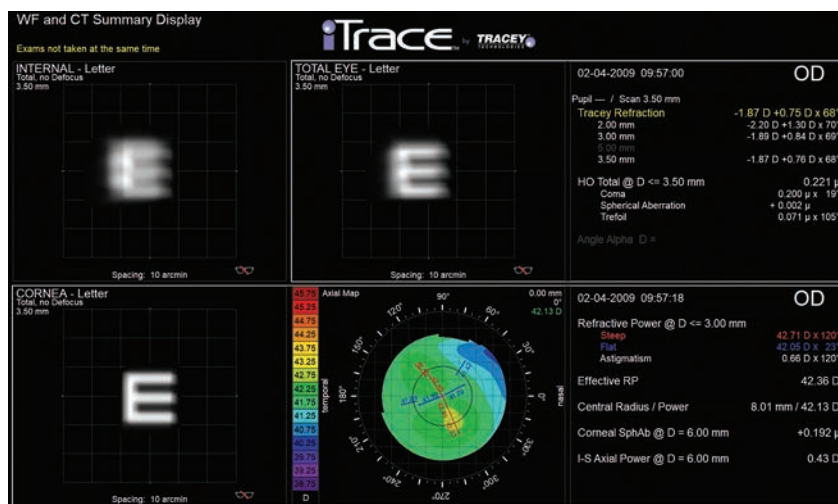 WF and CT Summary Display
Exams not taken at the same time
iTrace™ by TRACEY TECHNOLOGIES
INTERNAL - Letter
Total, no Defocus
3.50 mm
E
Spacing: 10 arcmin
TOTAL EYE - Letter
Total, no Defocus
3.50 mm
E
Spacing: 10 arcmin
02-04-2009 09:57:00 OD
Pupil --- / Scan 3.50 mm
Tracey Refraction -1.87 D +0.75 D x 68°
2.00 mm -2.20 D +1.30 D x 70°
3.00 mm -1.89 D +0.84 D x 69°
5.00 mm
3.50 mm -1.87 D +0.76 D x 68°
HO Total @ D <= 3.50 mm 0.221 µ
Coma 0.200 µ x 19°
Spherical Aberration + 0.002 µ
Trefoil 0.071 µ x 105°
Angle Alpha D =
CORNEA - Letter
Total, no Defocus
3.50 mm
E
Spacing: 10 arcmin
45.75
45.25
44.75
44.25
43.75
43.25
42.75
42.25
41.75
41.25
40.75
40.25
39.75
39.25
38.75
D
Axial Map
0.00 mm
0°
42.13 D
90°
120°
60°
150°
30°
temporal
180°
0°
nasal
330°
240°
300°
270°
02-04-2009 09:57:18 OD
Refractive Power @ D <= 3.00 mm
Steep 42.71 D x 120°
Flat 42.05 D x 23°
Astigmatism 0.66 D x 120°
Effective RP 42.36 D
Central Radius / Power 8.01 mm / 42.13 D
Corneal SphAb @ D = 6.00 mm +0.192 µ
I-S Axial Power @ D = 6.00 mm 0.43 D